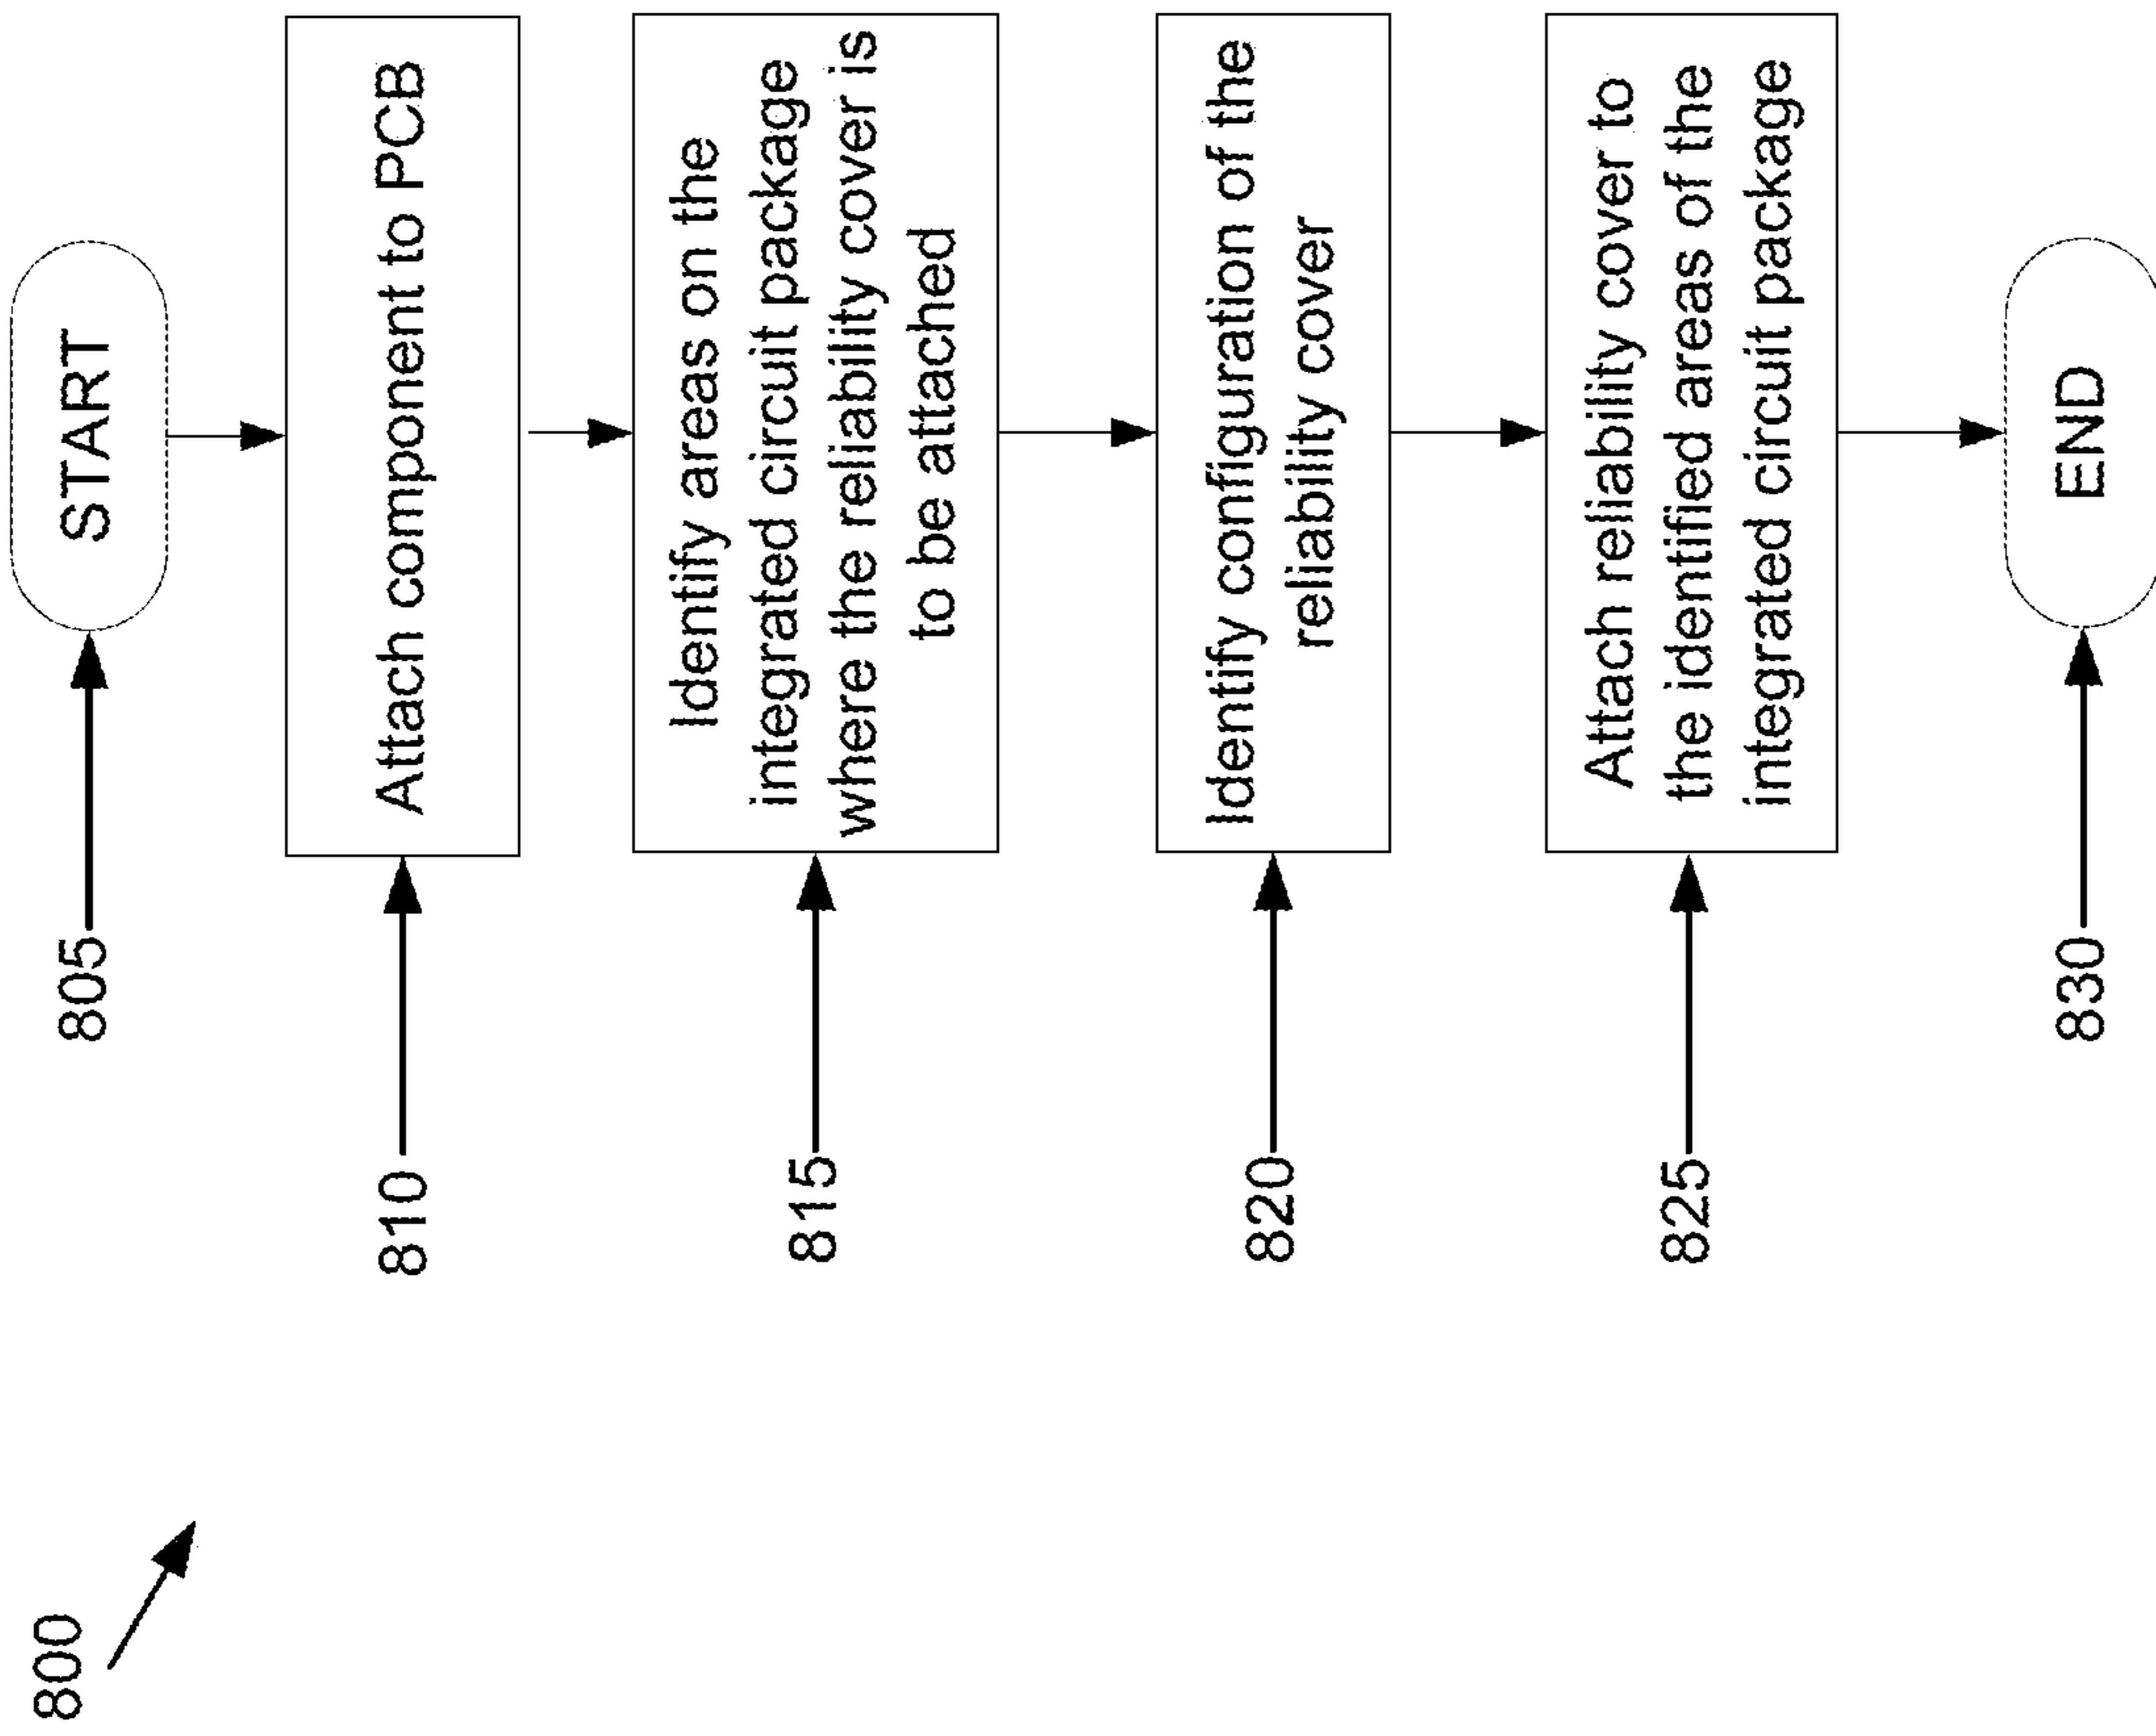 800
805
START
810
Attach component to PCB
815
Identify areas on the
integrated circuit package
where the reliability cover is
to be attached
820
Identify configuration of the
reliability cover
825
Attach reliability cover to
the identified areas of the
integrated circuit package
830
END